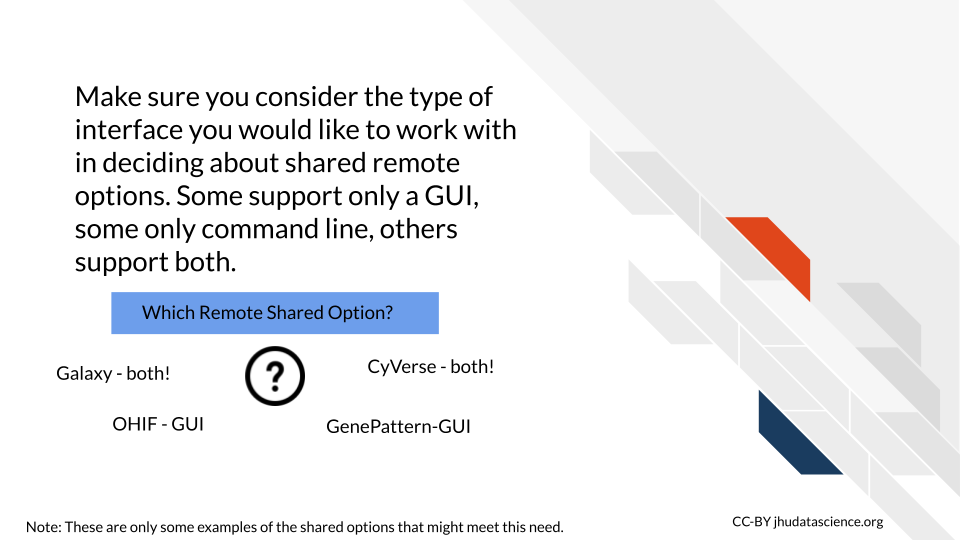 Make sure you consider the type of
interface you would like to work with
in deciding about shared remote
options. Some support only a GUI,
some only command line, others
support both.
Which Remote Shared Option?
Galaxy - both!
?
CyVerse - both!
OHIF - GUI
GenePattern-GUI
Note: These are only some examples of the shared options that might meet this need.
CC-BY jhudatascience.org